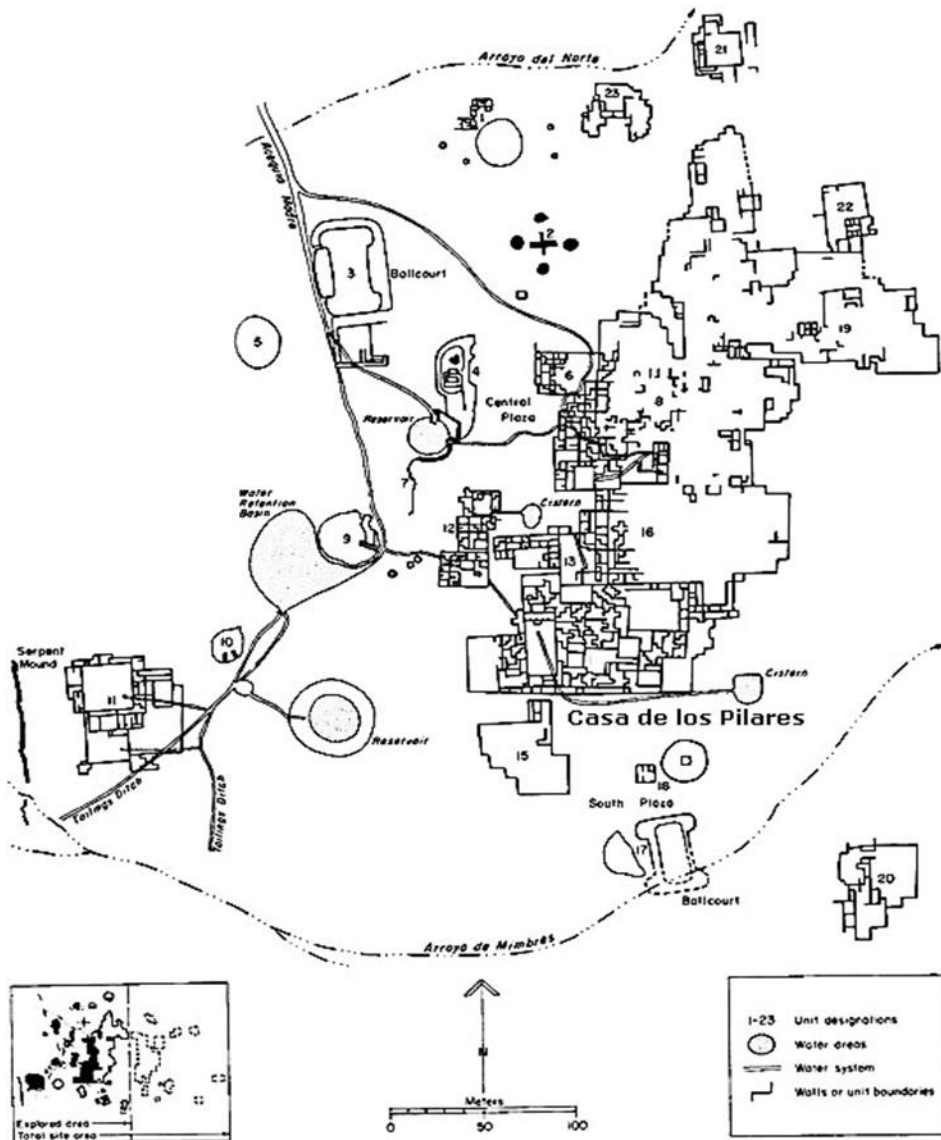 Arroyo del Norte
21
23
1
Acequia Madre
2
22
3
Ballcourt
5
19
4
6
Central
Plaza
8
Reservoir
7
Water
Retention
Basin
Cistern
12
16
9
13
10
Serpent
Mound
11
Cistern
Casa de los Pilares
Reservoir
15
18
South Plaza
Tailings Ditch
Tailings Ditch
17
Ballcourt
20
Arroyo de Mimbres
Explored area
Total site area
N
Meters
0 50 100
1-23 Unit designations
Water areas
Water system
Walls or unit boundaries